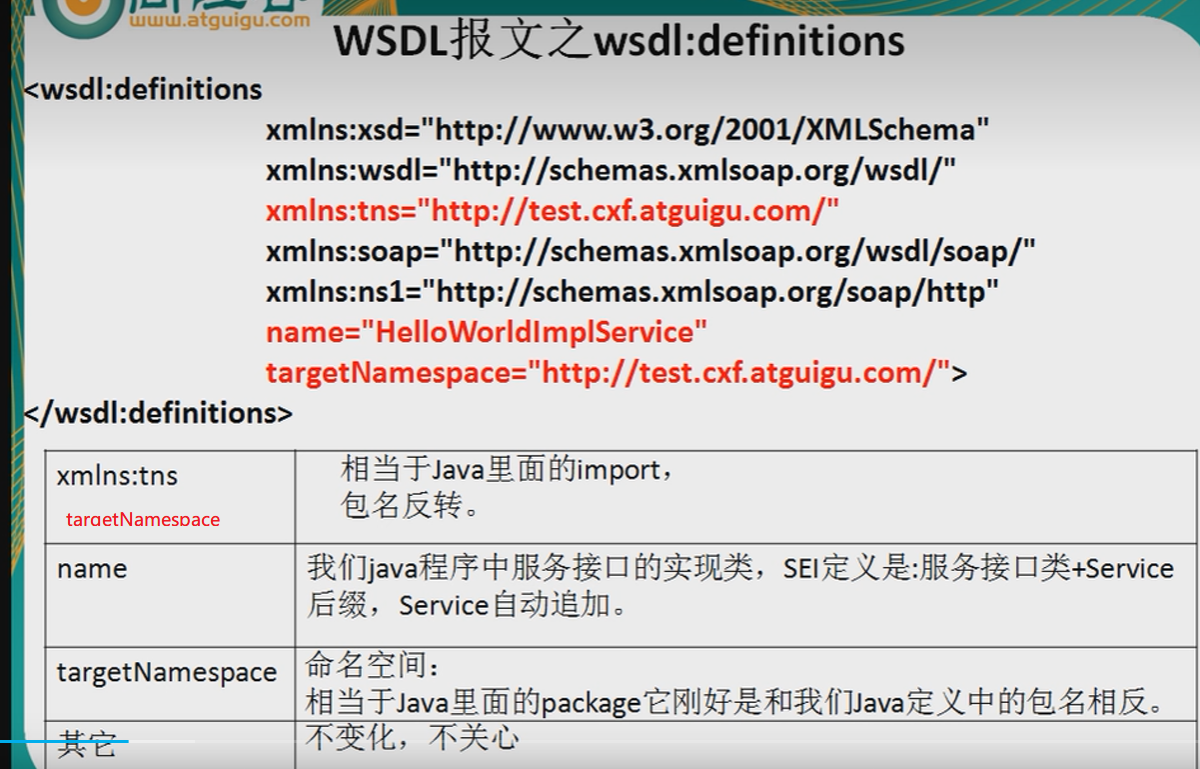 www.atguigu.com
WSDL报文之wsdl:definitions
<wsdl:definitions
xmlns:xsd="http://www.w3.org/2001/XMLSchema"
xmlns:wsdl="http://schemas.xmlsoap.org/wsdl/"
xmlns:tns="http://test.cxf.atguigu.com/"
xmlns:soap="http://schemas.xmlsoap.org/wsdl/soap/"
xmlns:ns1="http://schemas.xmlsoap.org/soap/http"
name="HelloWorldImplService"
targetNamespace="http://test.cxf.atguigu.com/">
</wsdl:definitions>
xmlns:tns
targetNamespace
相当于Java里面的import，
包名反转。
name
我们java程序中服务接口的实现类，SEI定义是:服务接口类+Service
后缀，Service自动追加。
targetNamespace
命名空间：
相当于Java里面的package它刚好是和我们Java定义中的包名相反。
其它
不变化，不关心